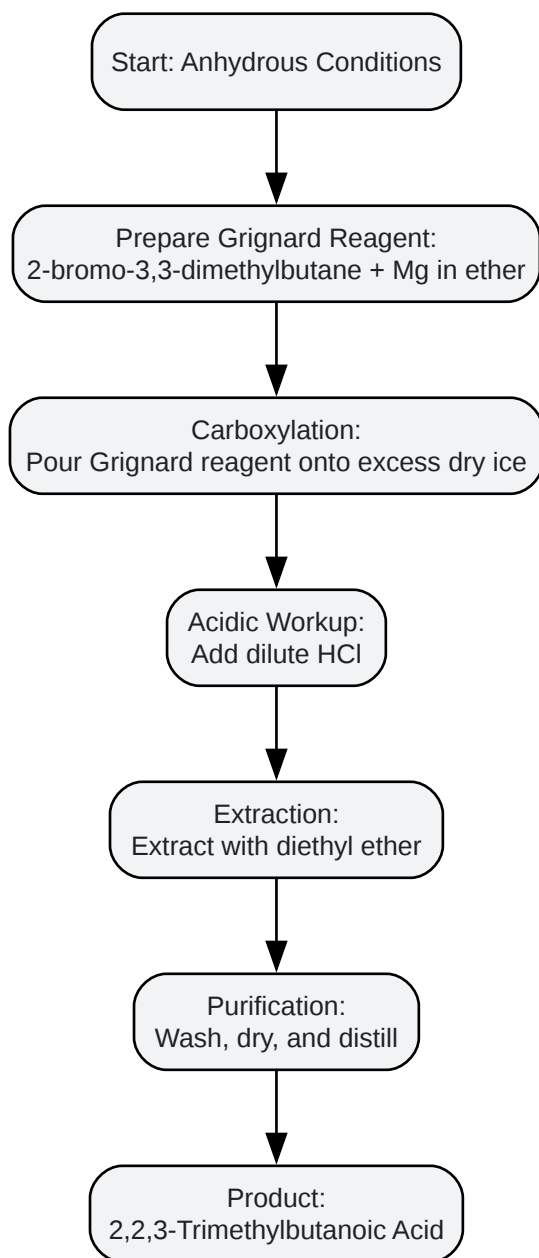 Start: Anhydrous Conditions
Prepare Grignard Reagent:
2-bromo-3,3-dimethylbutane + Mg in ether
Carboxylation:
Pour Grignard reagent onto excess dry ice
Acidic Workup:
Add dilute HCl
Extraction:
Extract with diethyl ether
Purification:
Wash, dry, and distill
Product:
2,2,3-Trimethylbutanoic Acid